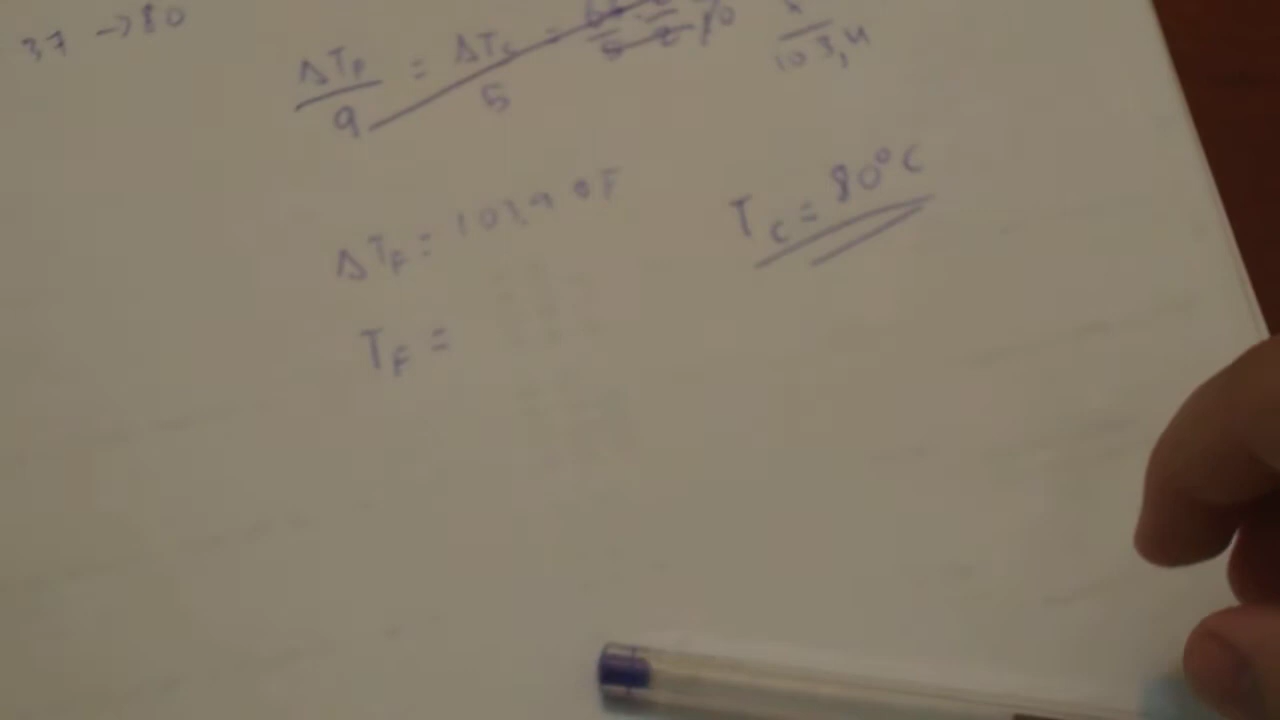 37 → 80
ΔT_F / 9 = ΔT_C / 5 =
103,4
ΔT_F = 103,4 °F
T_C = 80°C
T_F =